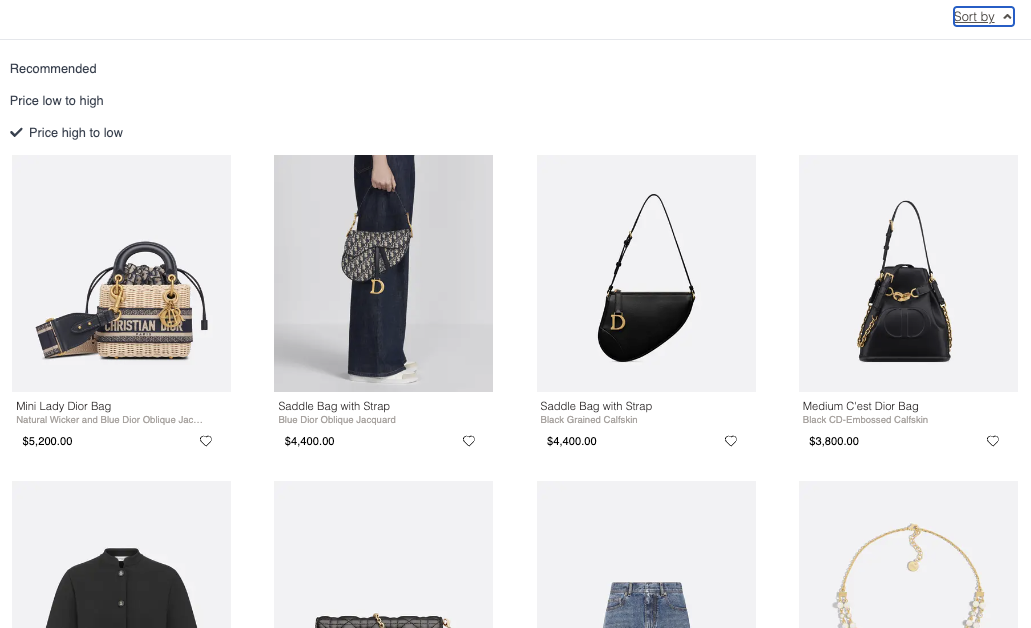 Sort by
Recommended
Price low to high
Price high to low
CHRISTIAN DIOR
PARIS
D
D
Mini Lady Dior Bag
Natural Wicker and Blue Dior Oblique Jac...
$5,200.00
Saddle Bag with Strap
Blue Dior Oblique Jacquard
$4,400.00
Saddle Bag with Strap
Black Grained Calfskin
$4,400.00
Medium C'est Dior Bag
Black CD-Embossed Calfskin
$3,800.00